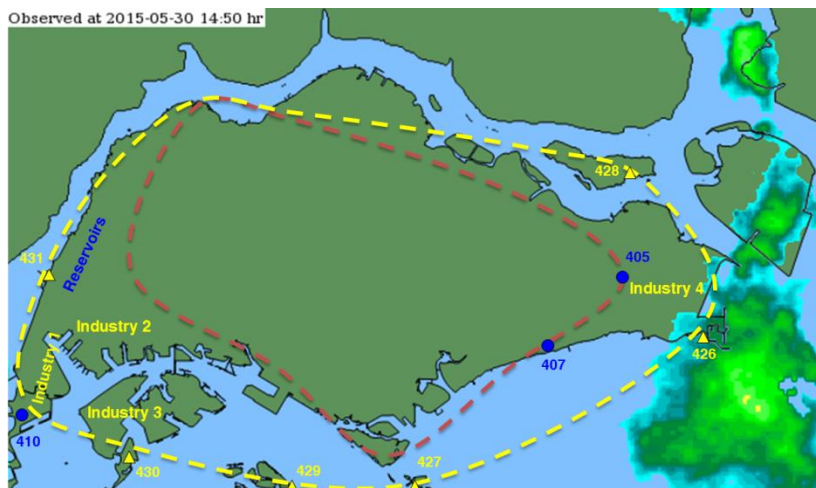 Observed at 2015-05-30 14:50 hr
428
405
431
Reservoirs
Industry 4
Industry 2
426
407
Industry 1
Industry 3
410
430
429
427